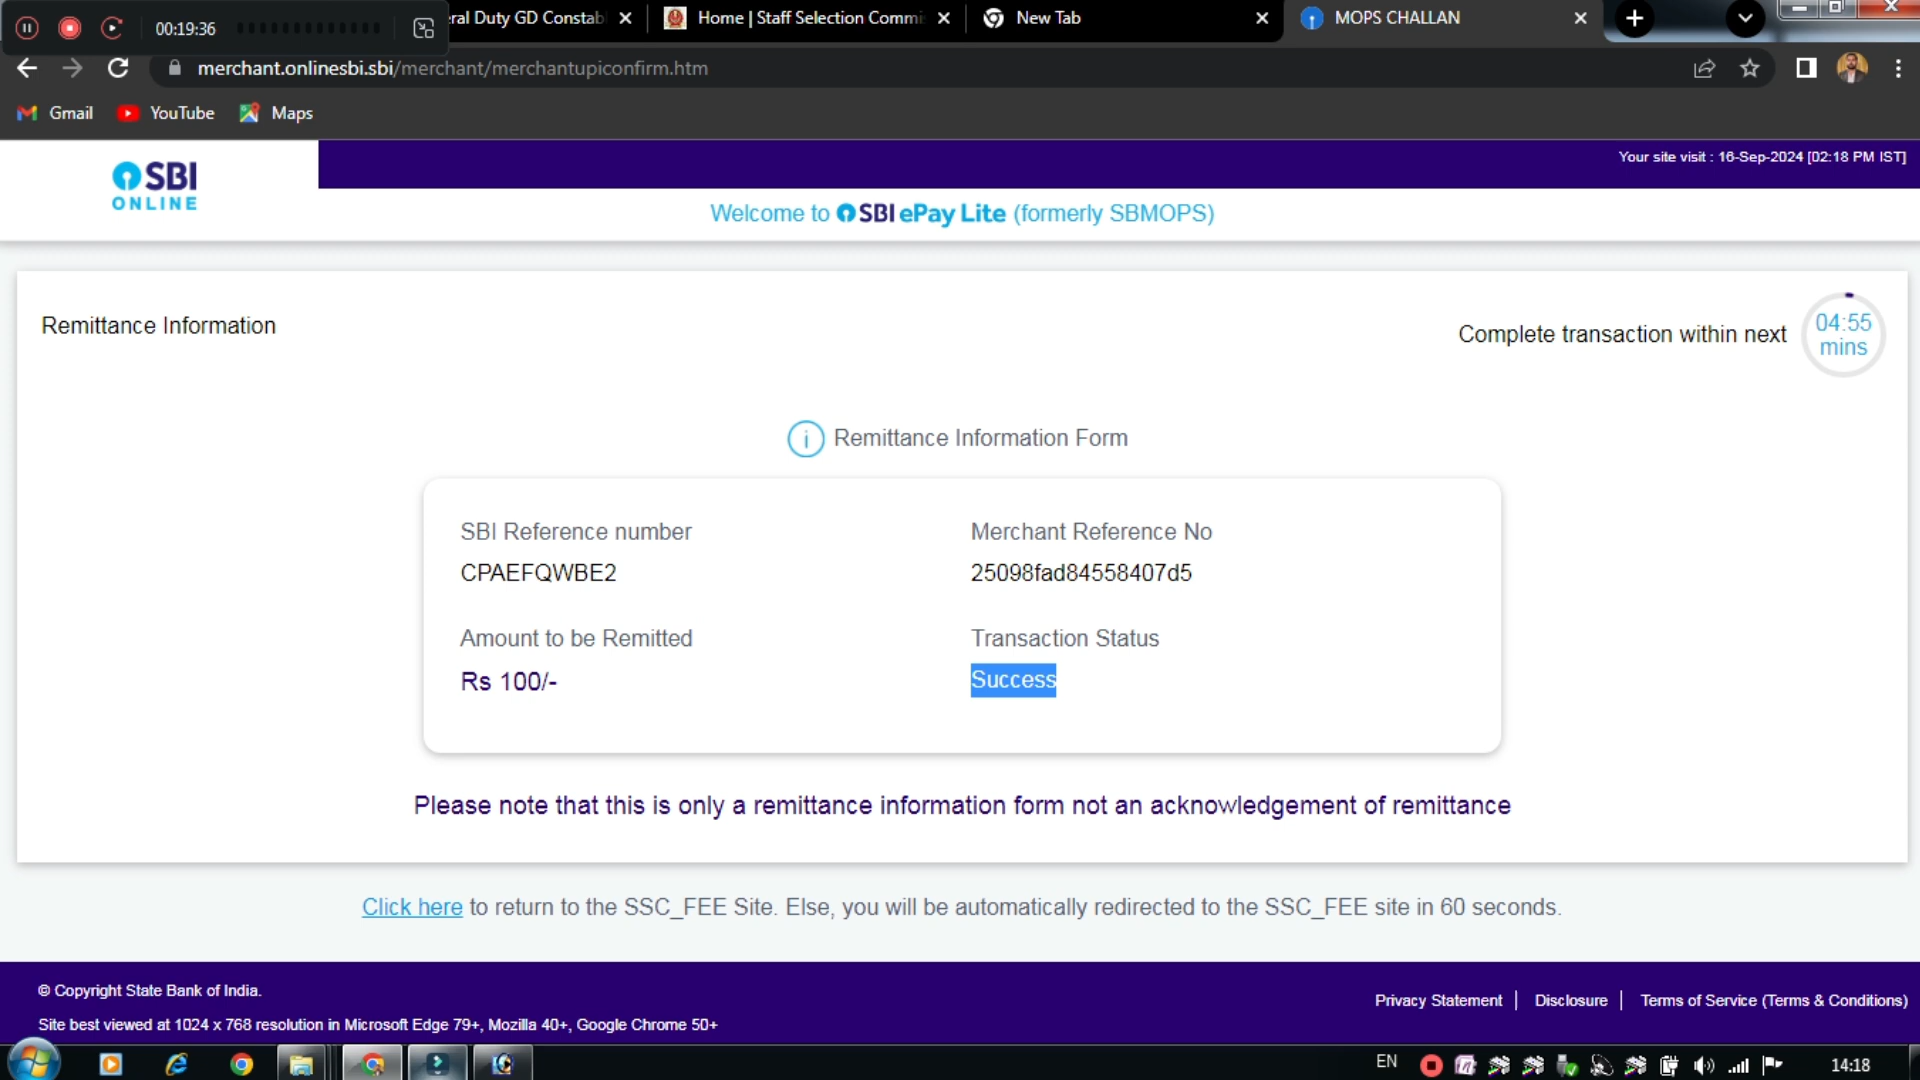 00:19:36
eral Duty GD Constab
Home | Staff Selection Commi
New Tab
MOPS CHALLAN
merchant.onlinesbi.sbi/merchant/merchantupiconfirm.htm
Gmail
YouTube
Maps
SBI
ONLINE
Your site visit : 16-Sep-2024 [02:18 PM IST]
Welcome to SBI ePay Lite (formerly SBMOPS)
Remittance Information
Complete transaction within next
04:55
mins
i Remittance Information Form
SBI Reference number
Merchant Reference No
CPAEFQWBE2
25098fad84558407d5
Amount to be Remitted
Transaction Status
Rs 100/-
Success
Please note that this is only a remittance information form not an acknowledgement of remittance
Click here to return to the SSC_FEE Site. Else, you will be automatically redirected to the SSC_FEE site in 60 seconds.
© Copyright State Bank of India.
Privacy Statement | Disclosure | Terms of Service (Terms & Conditions)
Site best viewed at 1024 x 768 resolution in Microsoft Edge 79+, Mozilla 40+, Google Chrome 50+
EN
14:18